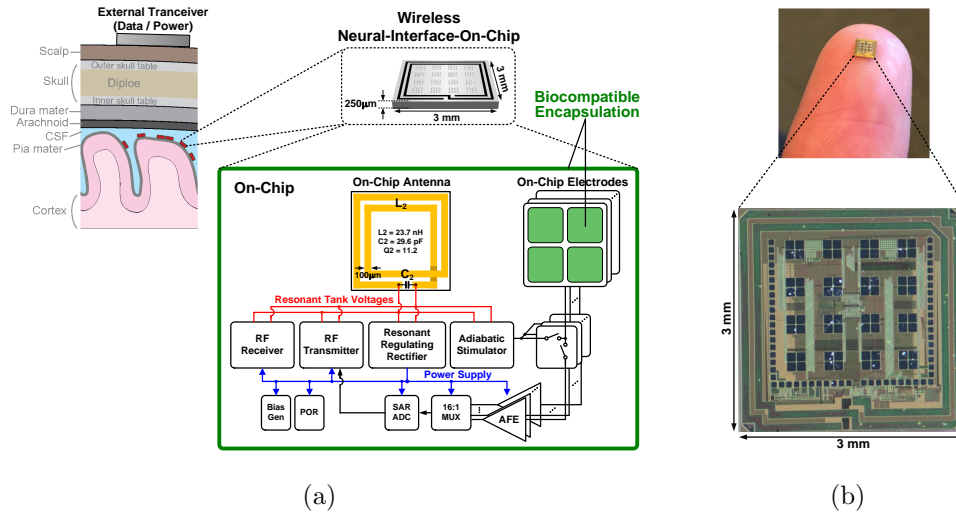 External Tranceiver
(Data / Power)
Scalp
Outer skull table
Skull
Diploe
Inner skull table
Dura mater
Arachnoid
CSF
Pia mater
Cortex
Wireless
Neural-Interface-On-Chip
250µm
3 mm
3 mm
Biocompatible
Encapsulation
On-Chip
On-Chip Antenna
On-Chip Electrodes
L2
L2 = 23.7 nH
C2 = 29.6 pF
Q2 = 11.2
100µm
C2
Resonant Tank Voltages
RF
Receiver
RF
Transmitter
Resonant
Regulating
Rectifier
Adiabatic
Stimulator
Power Supply
Bias
Gen
POR
SAR
ADC
16:1
MUX
AFE
3 mm
3 mm
(a)
(b)